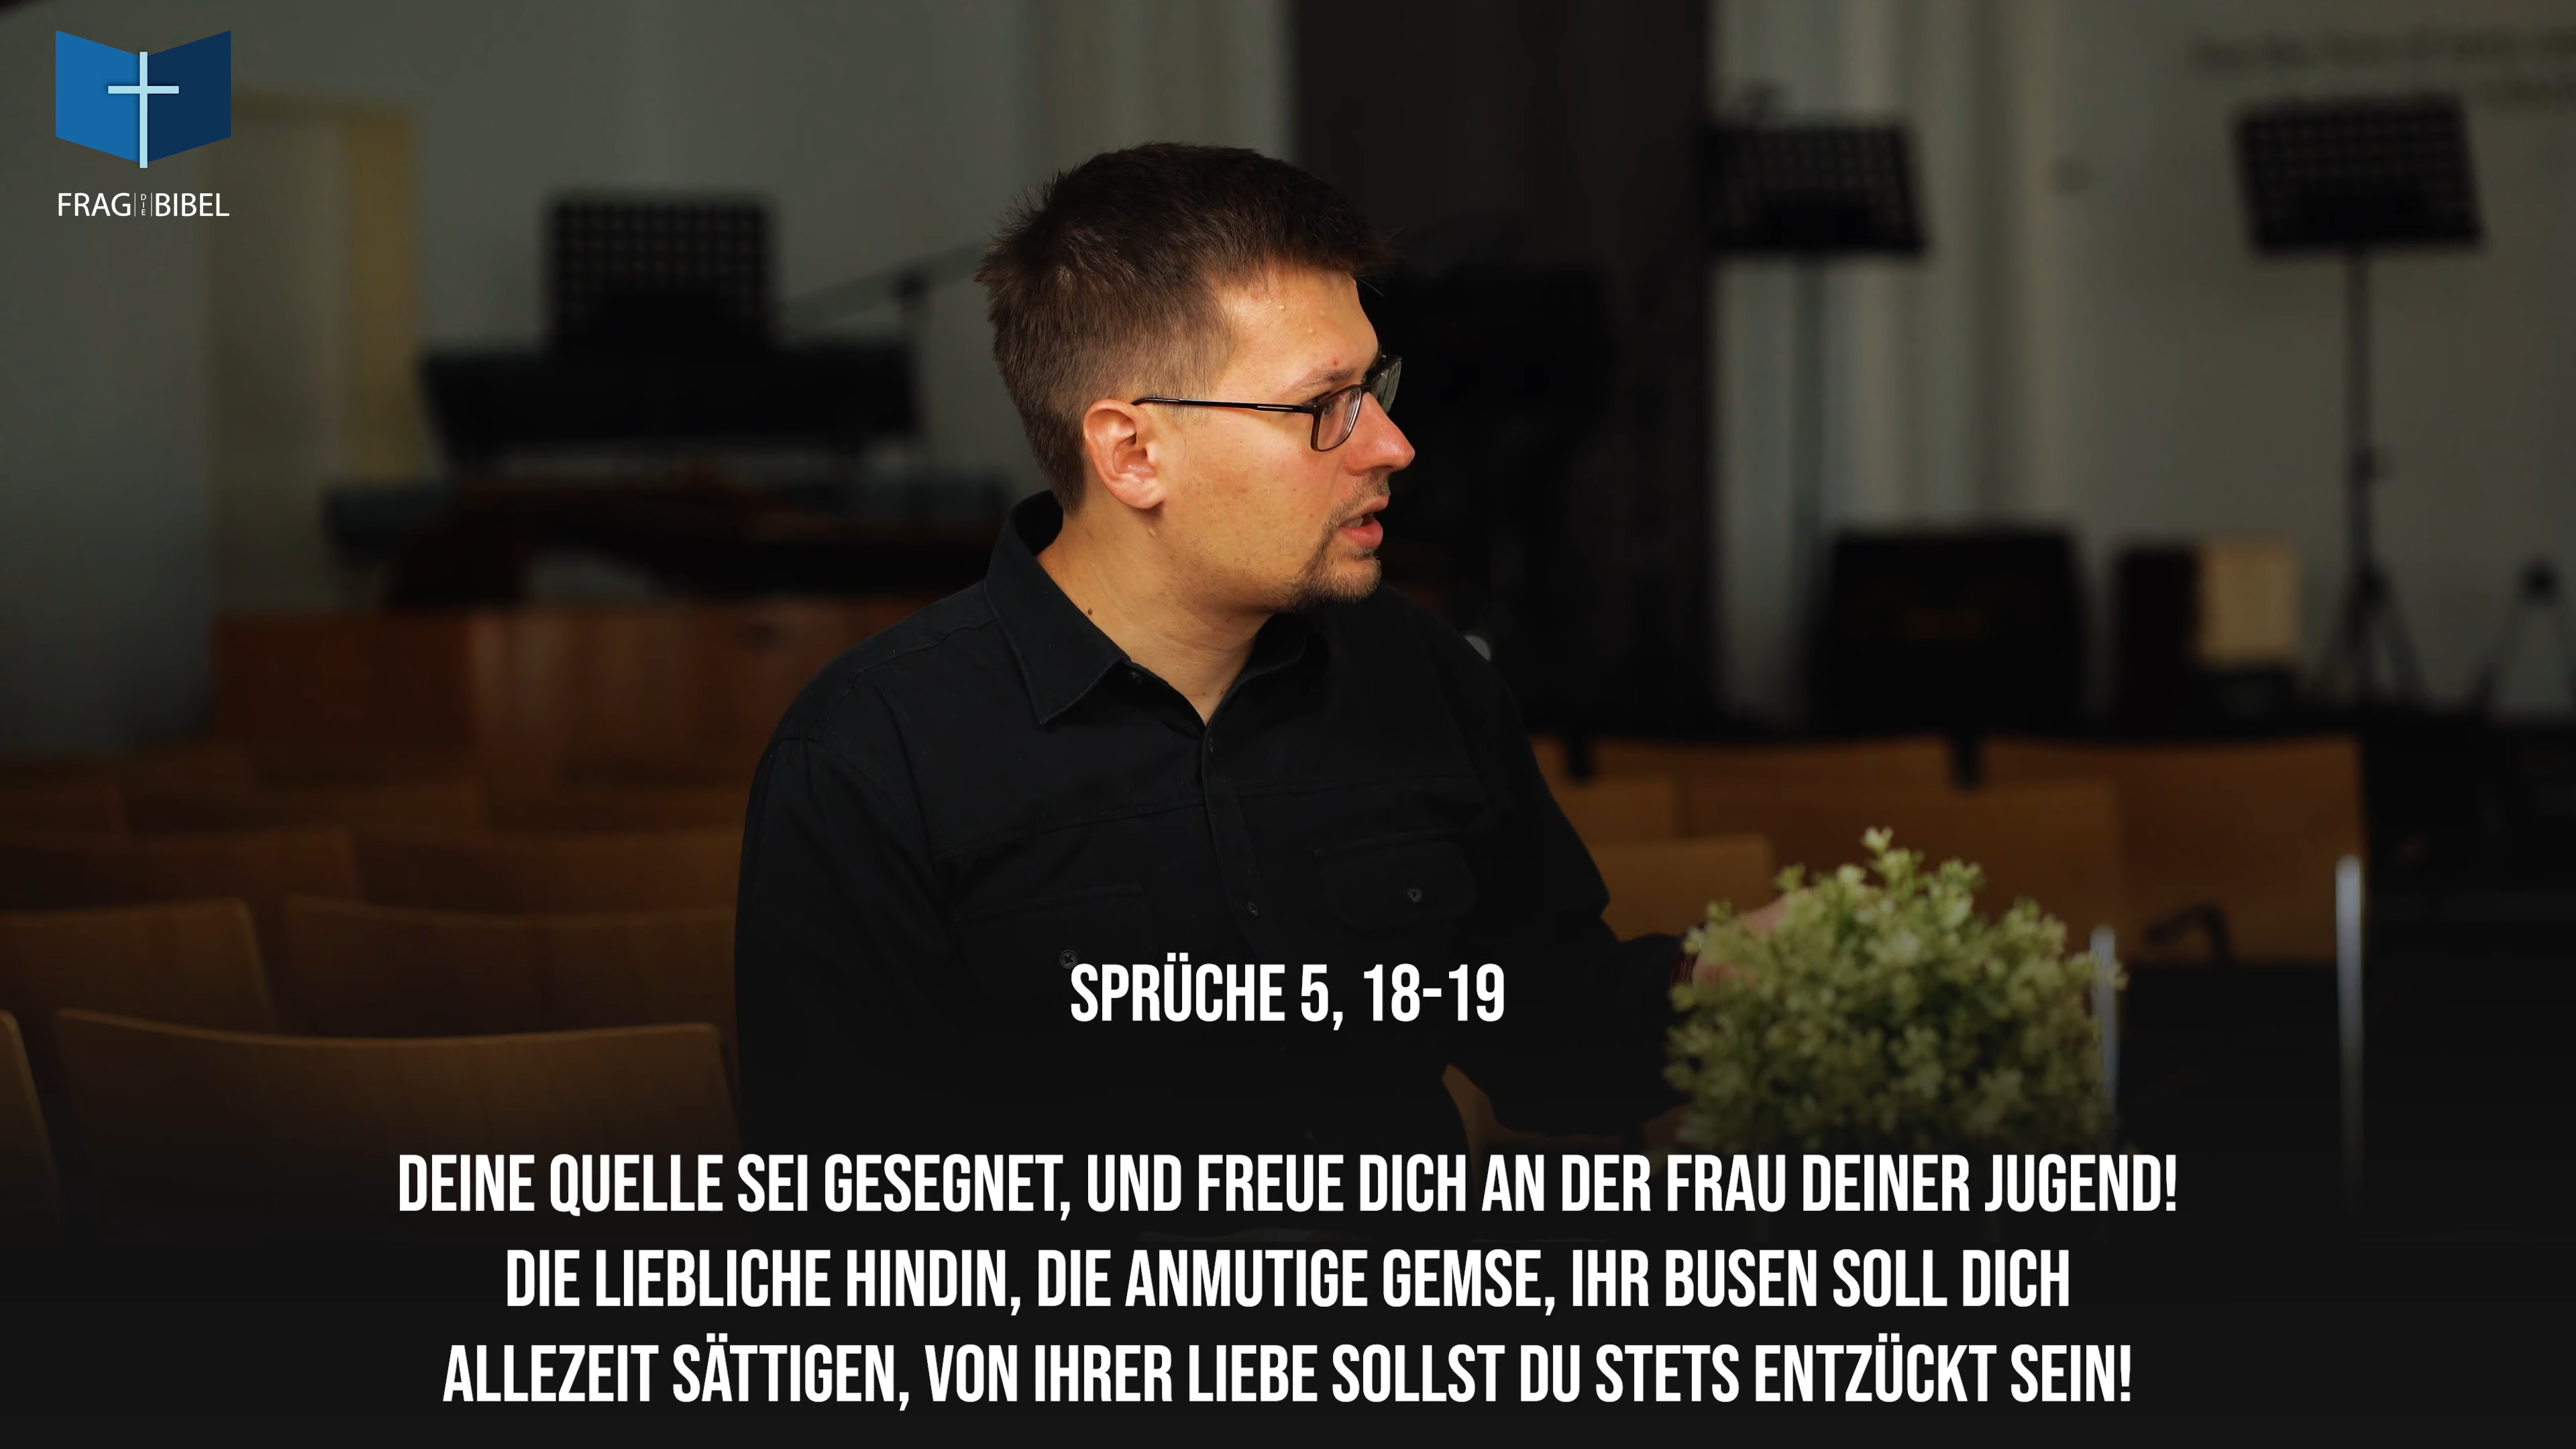 FRAG DIE BIBEL
SPRÜCHE 5, 18-19
DEINE QUELLE SEI GESEGNET, UND FREUE DICH AN DER FRAU DEINER JUGEND!
DIE LIEBLICHE HINDIN, DIE ANMUTIGE GEMSE, IHR BUSEN SOLL DICH
ALLEZEIT SÄTTIGEN, VON IHRER LIEBE SOLLST DU STETS ENTZÜCKT SEIN!